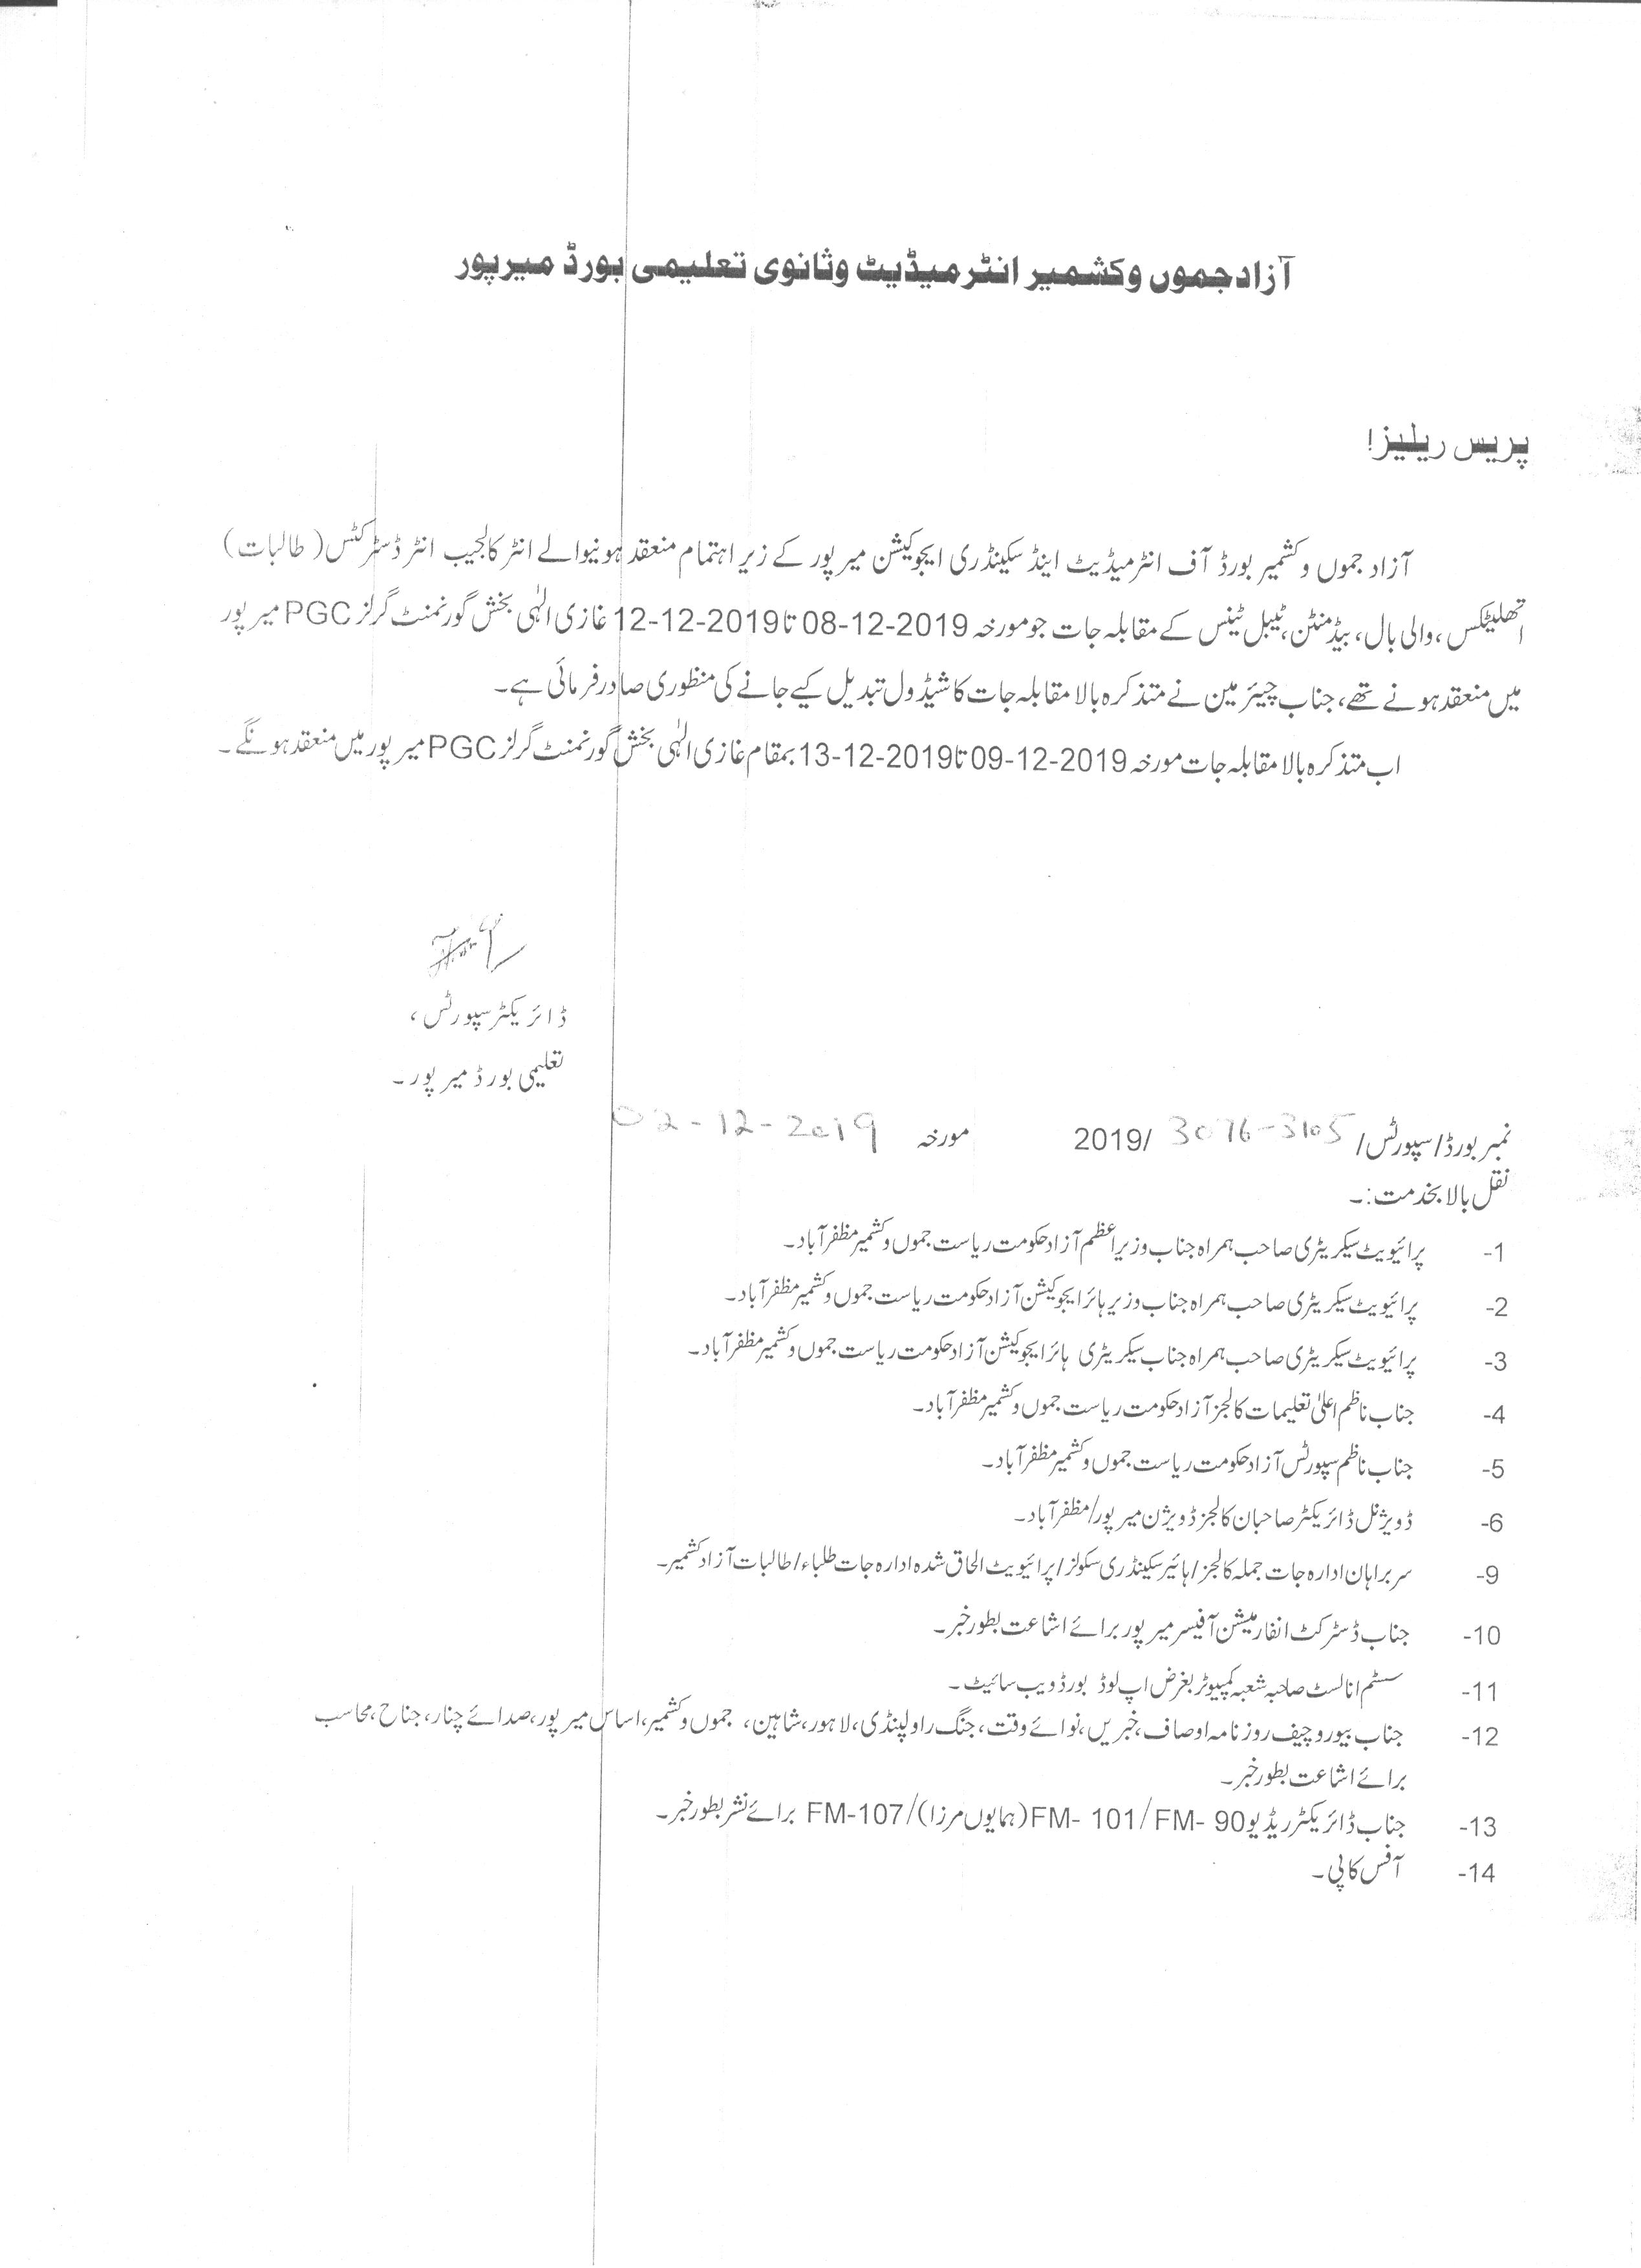 آزاد جموں وکشمیر انٹرمیڈیٹ وثانوی تعلیمی بورڈ میرپور
پریس ریلیز!
آزاد جموں و کشمیر بورڈ آف انٹرمیڈیٹ اینڈ سکینڈری ایجوکیشن میرپور کے زیر اہتمام منعقد ہونیوالے انٹر کالجیٹ انٹر ڈسٹرکٹس (طالبات)
اتھلیٹکس، والی بال، بیڈمنٹن، ٹیبل ٹینس کے مقابلہ جات جو مورخہ 08-12-2019 تا 12-12-2019 غازی الٰہی بخش گورنمنٹ گرلز PGC میرپور
میں منعقد ہونے تھے، جناب چیئرمین نے متذکرہ بالا مقابلہ جات کا شیڈول تبدیل کیے جانے کی منظوری صادر فرمائی ہے۔
اب متذکرہ بالا مقابلہ جات مورخہ 09-12-2019 تا 13-12-2019 بمقام غازی الٰہی بخش گورنمنٹ گرلز PGC میرپور میں منعقد ہونگے۔
ڈائریکٹر سپورٹس،
تعلیمی بورڈ میرپور۔
نمبر بورڈ/سپورٹس/ 3076-3105 /2019 مورخہ 02-12-2019
نقل بالا بخدمت:۔
1- پرائیویٹ سیکریٹری صاحب ہمراہ جناب وزیراعظم آزاد حکومت ریاست جموں وکشمیر مظفرآباد۔
2- پرائیویٹ سیکریٹری صاحب ہمراہ جناب وزیر ہائر ایجوکیشن آزاد حکومت ریاست جموں وکشمیر مظفرآباد۔
3- پرائیویٹ سیکریٹری صاحب ہمراہ جناب سیکریٹری ہائر ایجوکیشن آزاد حکومت ریاست جموں وکشمیر مظفرآباد۔
4- جناب ناظم اعلیٰ تعلیمات کالجز آزاد حکومت ریاست جموں وکشمیر مظفرآباد۔
5- جناب ناظم سپورٹس آزاد حکومت ریاست جموں وکشمیر مظفرآباد۔
6- ڈویژنل ڈائریکٹر صاحبان کالجز ڈویژن میرپور/مظفرآباد۔
9- سربراہان ادارہ جات جملہ کالجز/ہائیر سکینڈری سکولز/پرائیویٹ الحاق شدہ ادارہ جات طلباء/طالبات آزاد کشمیر۔
10- جناب ڈسٹرکٹ انفارمیشن آفیسر میرپور برائے اشاعت بطور خبر۔
11- سسٹم انالسٹ صاحبہ شعبہ کمپیوٹر بغرض اپ لوڈ بورڈ ویب سائیٹ۔
12- جناب بیورو چیف روزنامہ اوصاف، خبریں، نوائے وقت، جنگ راولپنڈی، لاہور، شاہین، جموں وکشمیر، اساس میرپور، صدائے چنار، جناح، محاسب
برائے اشاعت بطور خبر۔
13- جناب ڈائریکٹر ریڈیو FM- 101/ FM- 90 (ہمایوں مرزا)/ FM-107 برائے نشر بطور خبر۔
14- آفس کاپی۔